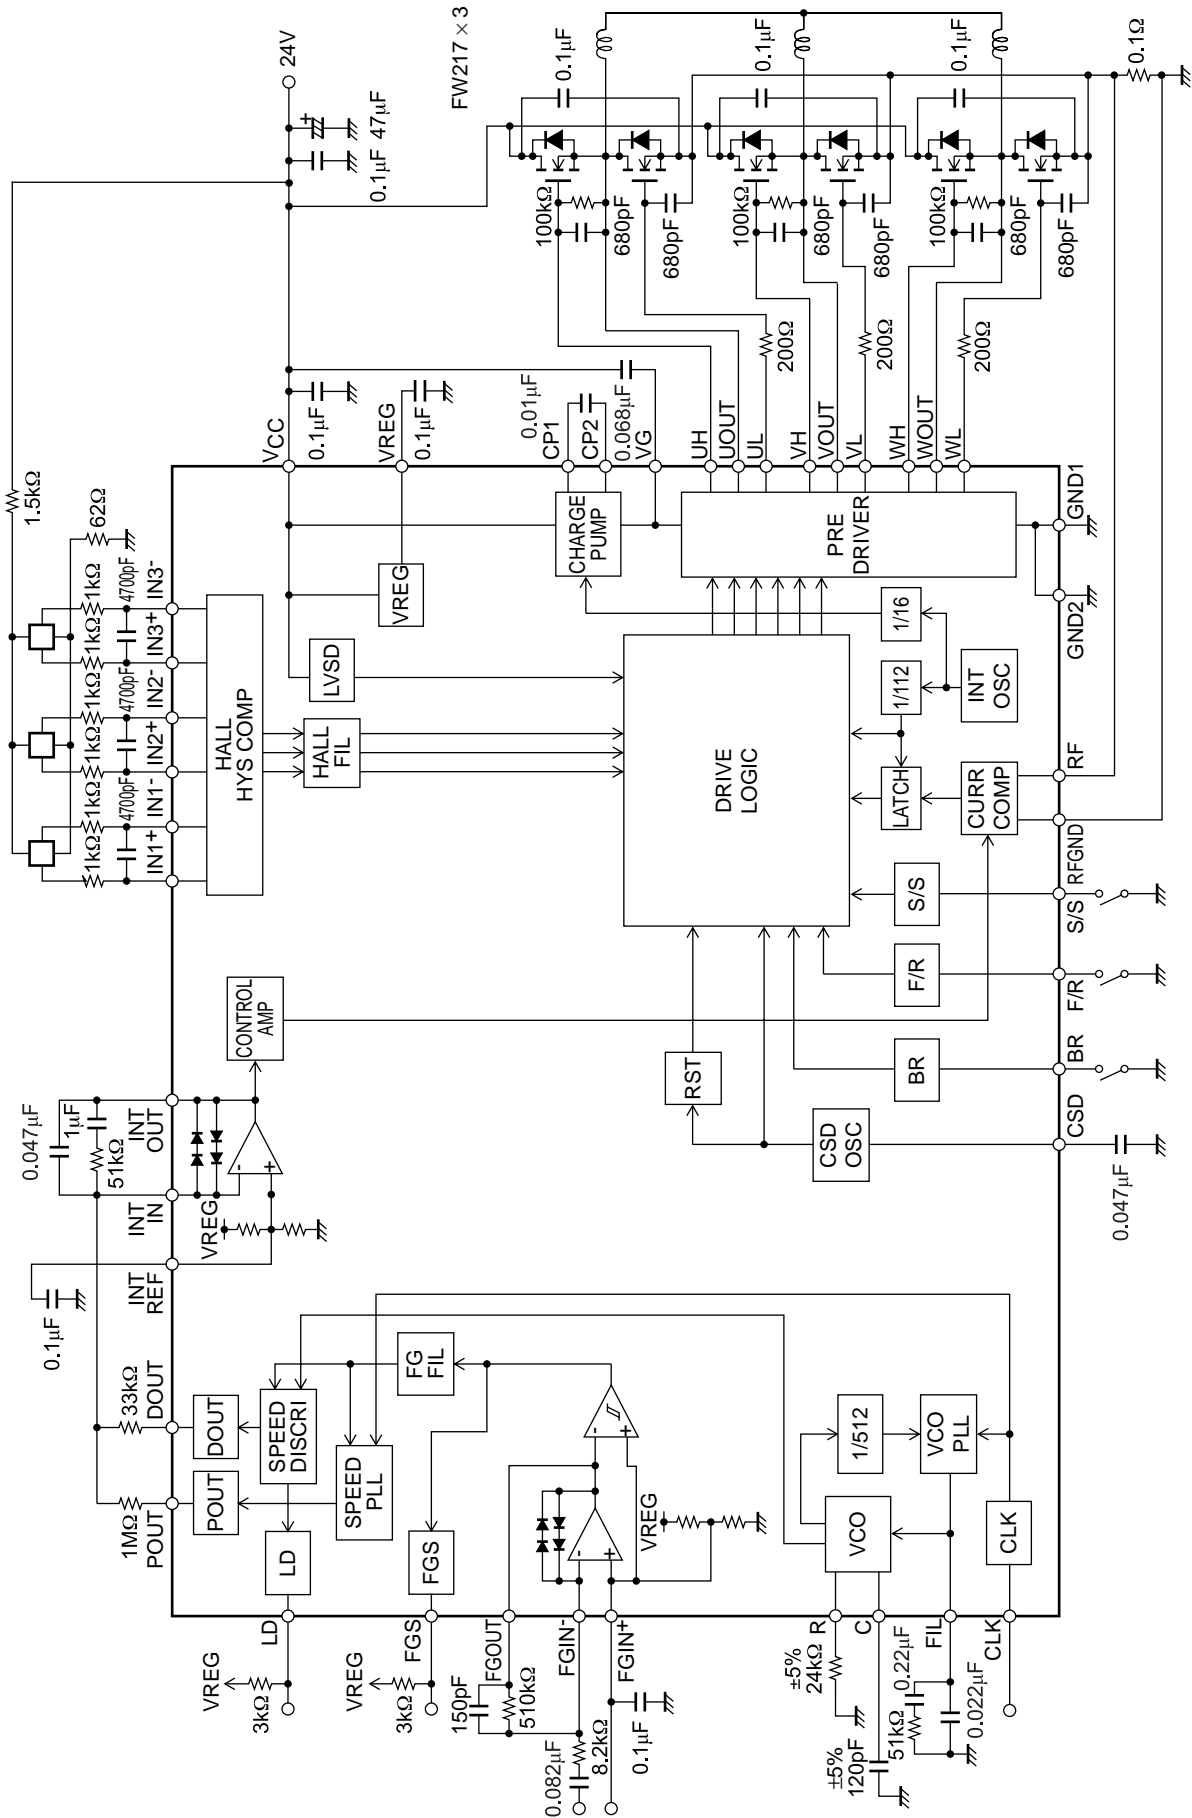 FW217 × 3
24V
47μF
0.1μF
0.1μF
0.1μF
0.1μF
0.1Ω
100kΩ
680pF
680pF
100kΩ
680pF
680pF
100kΩ
680pF
680pF
200Ω
200Ω
200Ω
1.5kΩ
62Ω
VCC
0.1μF
VREG
0.1μF
0.01μF
CP1
CP2
0.068μF
VG
UH
UOUT
UL
VH
VOUT
VL
WH
WOUT
WL
GND1
GND2
1kΩ
4700pF
IN3-
1kΩ
IN3+
1kΩ
4700pF
IN2-
1kΩ
IN2+
1kΩ
4700pF
IN1-
1kΩ
IN1+
HALL
HYS COMP
HALL
FIL
LVSD
VREG
CHARGE
PUMP
PRE
DRIVER
1/16
1/112
INT
OSC
DRIVE
LOGIC
LATCH
CURR
COMP
RF
RFGND
S/S
S/S
F/R
F/R
BR
BR
RST
CSD
OSC
CSD
0.047μF
CONTROL
AMP
0.047μF
1μF
51kΩ
INT
OUT
INT
IN
-
+
VREG
INT
REF
0.1μF
33kΩ
DOUT
DOUT
1MΩ
POUT
POUT
SPEED
DISCRI
SPEED
PLL
FG
FIL
LD
FGS
-
+
-
+
VREG
1/512
VCO
PLL
VCO
CLK
LD
VREG
3kΩ
FGS
VREG
3kΩ
FGOUT
150pF
510kΩ
FGIN-
0.082μF
8.2kΩ
FGIN+
0.1μF
R
±5%
24kΩ
C
±5%
120pF
FIL
0.22μF
51kΩ
0.022μF
CLK